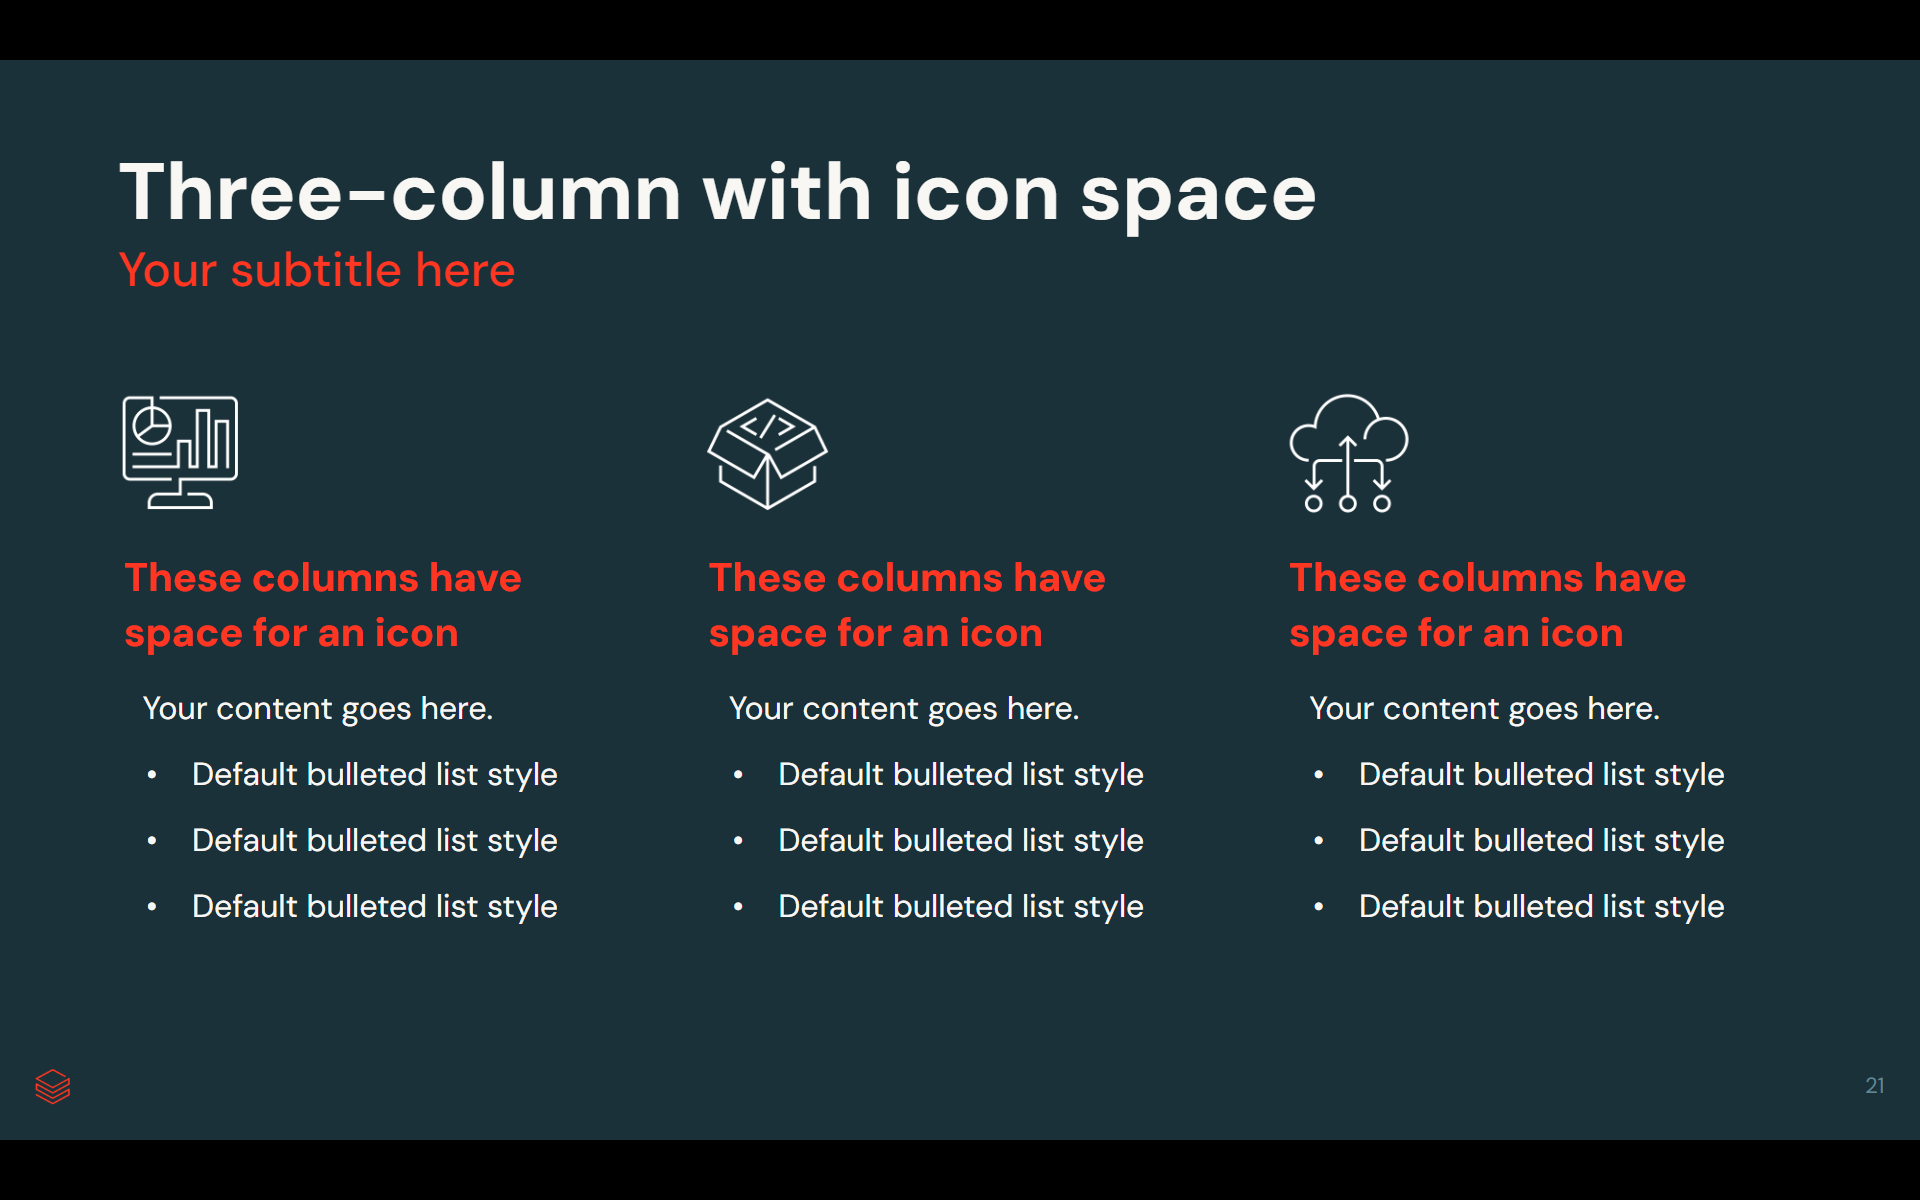 Three-column with icon space
Your subtitle here
</>
These columns have
space for an icon
Your content goes here.
• Default bulleted list style
• Default bulleted list style
• Default bulleted list style
These columns have
space for an icon
Your content goes here.
• Default bulleted list style
• Default bulleted list style
• Default bulleted list style
These columns have
space for an icon
Your content goes here.
• Default bulleted list style
• Default bulleted list style
• Default bulleted list style
21